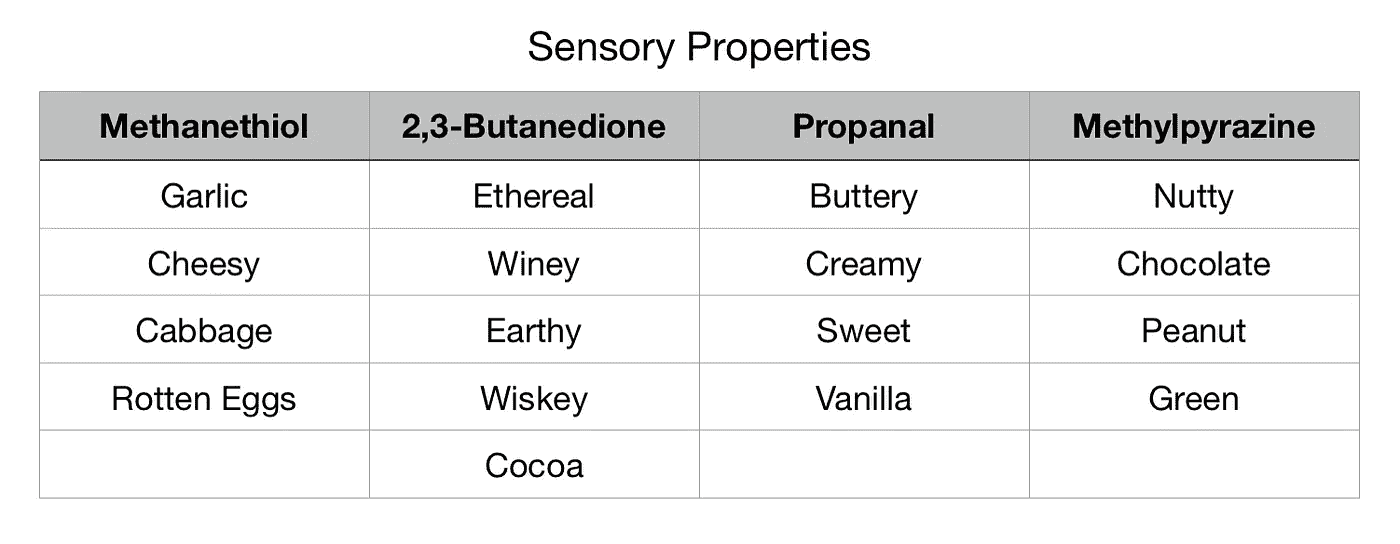 Sensory Properties
Methanethiol 2,3-Butanedione Propanal Methylpyrazine
Garlic Ethereal Buttery Nutty
Cheesy Winey Creamy Chocolate
Cabbage Earthy Sweet Peanut
Rotten Eggs Wiskey Vanilla Green
Cocoa